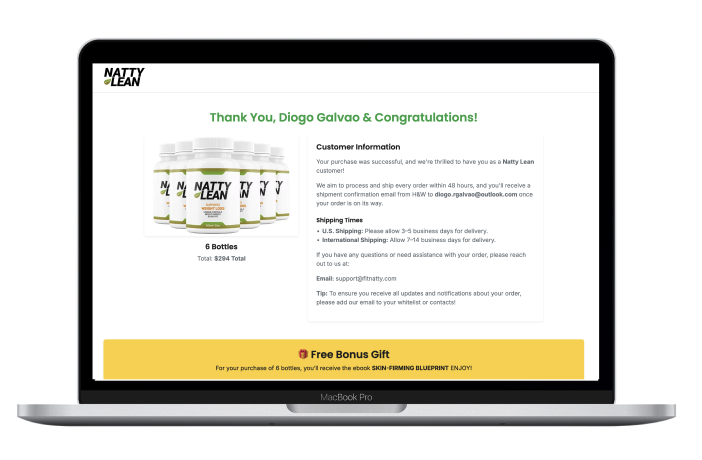 NATTY
LEAN
Thank You, Diogo Galvao & Congratulations!
NATTY
LEAN
SUPPORTS
WEIGHT LOSS
6 Bottles
Total: $294 Total
Customer Information
Your purchase was successful, and we're thrilled to have you as a Natty Lean
customer!
We aim to process and ship every order within 48 hours, and you'll receive a
shipment confirmation email from H&W to diogo.rgalvao@outlook.com once
your order is on its way.
Shipping Times
• U.S. Shipping: Please allow 3-5 business days for delivery.
• International Shipping: Allow 7-14 business days for delivery.
If you have any questions or need assistance with your order, please reach
out to us at:
Email: support@fitnatty.com
Tip: To ensure you receive all updates and notifications about your order,
please add our email to your whitelist or contacts!
Free Bonus Gift
For your purchase of 6 bottles, you'll receive the ebook SKIN-FIRMING BLUEPRINT ENJOY!
MacBook Pro